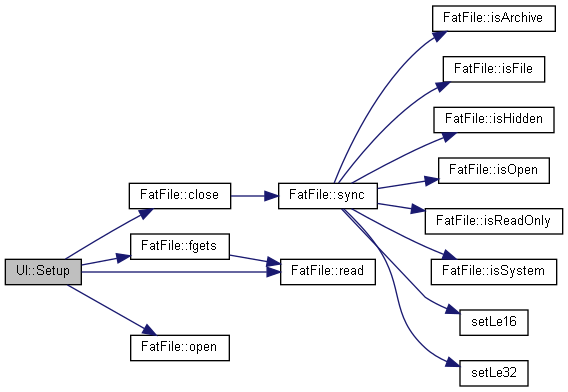 FatFile::isArchive
FatFile::isFile
FatFile::isHidden
FatFile::isOpen
FatFile::close
FatFile::sync
FatFile::isReadOnly
FatFile::fgets
UI::Setup
FatFile::read
FatFile::isSystem
setLe16
FatFile::open
setLe32